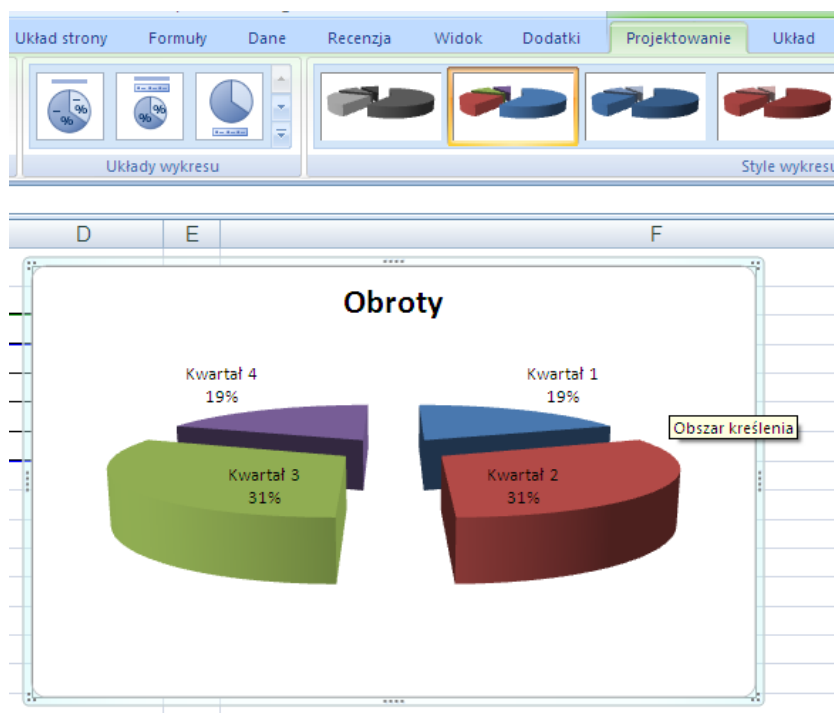 Układ strony Formuły Dane Recenzja Widok Dodatki Projektowanie Układ
Układy wykresu Style wykresu
D E F
Obroty
Kwartał 4 Kwartał 1
19% 19%
Obszar kreślenia
Kwartał 3 Kwartał 2
31% 31%